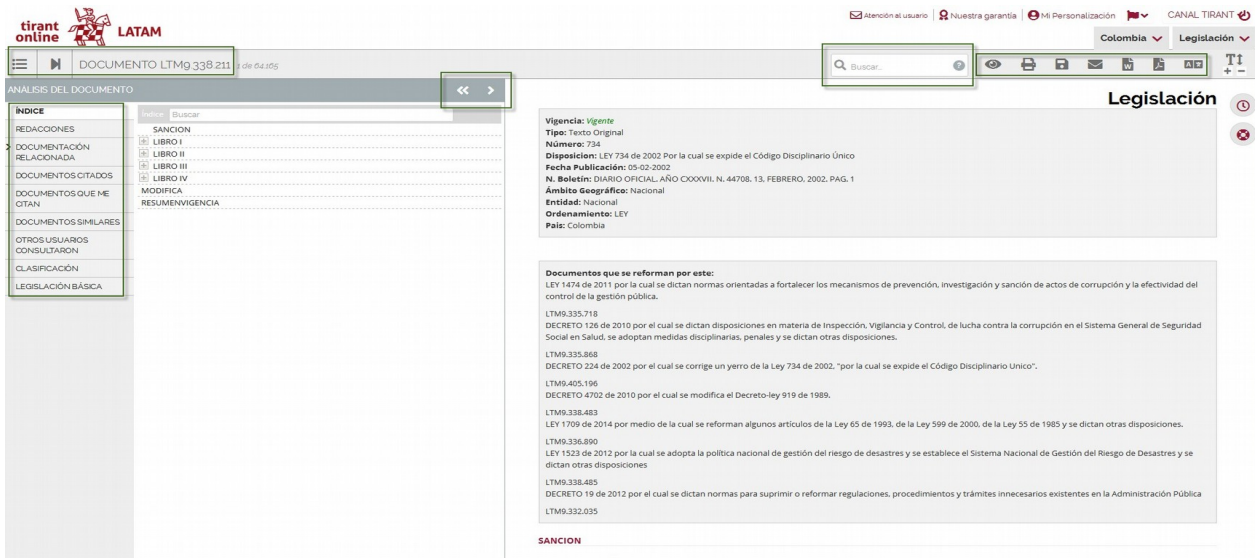 tirant
online
LATAM
Atención al usuario
Nuestra garantía
Mi Personalización
CANAL TIRANT
Colombia
Legislación
DOCUMENTO LTM9.338.211 1 de 64.165
Buscar..
ANÁLISIS DEL DOCUMENTO
ÍNDICE
REDACCIONES
DOCUMENTACIÓN
RELACIONADA
DOCUMENTOS CITADOS
DOCUMENTOS QUE ME
CITAN
DOCUMENTOS SIMILARES
OTROS USUARIOS
CONSULTARON
CLASIFICACIÓN
LEGISLACIÓN BÁSICA
Índice Buscar
SANCION
LIBRO I
LIBRO II
LIBRO III
LIBRO IV
MODIFICA
RESUMENVIGENCIA
Legislación
Vigencia: Vigente
Tipo: Texto Original
Número: 734
Disposicion: LEY 734 de 2002 Por la cual se expide el Código Disciplinario Único
Fecha Publicación: 05-02-2002
N. Boletín: DIARIO OFICIAL. AÑO CXXXVII. N. 44708. 13, FEBRERO, 2002. PAG. 1
Ámbito Geográfico: Nacional
Entidad: Nacional
Ordenamiento: LEY
Pais: Colombia
Documentos que se reforman por este:
LEY 1474 de 2011 por la cual se dictan normas orientadas a fortalecer los mecanismos de prevención, investigación y sanción de actos de corrupción y la efectividad del
control de la gestión pública.
LTM9.335.718
DECRETO 126 de 2010 por el cual se dictan disposiciones en materia de Inspección, Vigilancia y Control, de lucha contra la corrupción en el Sistema General de Seguridad
Social en Salud, se adoptan medidas disciplinarias, penales y se dictan otras disposiciones.
LTM9.335.868
DECRETO 224 de 2002 por el cual se corrige un yerro de la Ley 734 de 2002, "por la cual se expide el Código Disciplinario Unico".
LTM9.405.196
DECRETO 4702 de 2010 por el cual se modifica el Decreto-ley 919 de 1989.
LTM9.338.483
LEY 1709 de 2014 por medio de la cual se reforman algunos artículos de la Ley 65 de 1993, de la Ley 599 de 2000, de la Ley 55 de 1985 y se dictan otras disposiciones.
LTM9.336.890
LEY 1523 de 2012 por la cual se adopta la política nacional de gestión del riesgo de desastres y se establece el Sistema Nacional de Gestión del Riesgo de Desastres y se
dictan otras disposiciones
LTM9.338.485
DECRETO 19 de 2012 por el cual se dictan normas para suprimir o reformar regulaciones, procedimientos y trámites innecesarios existentes en la Administración Pública
LTM9.332.035
SANCION